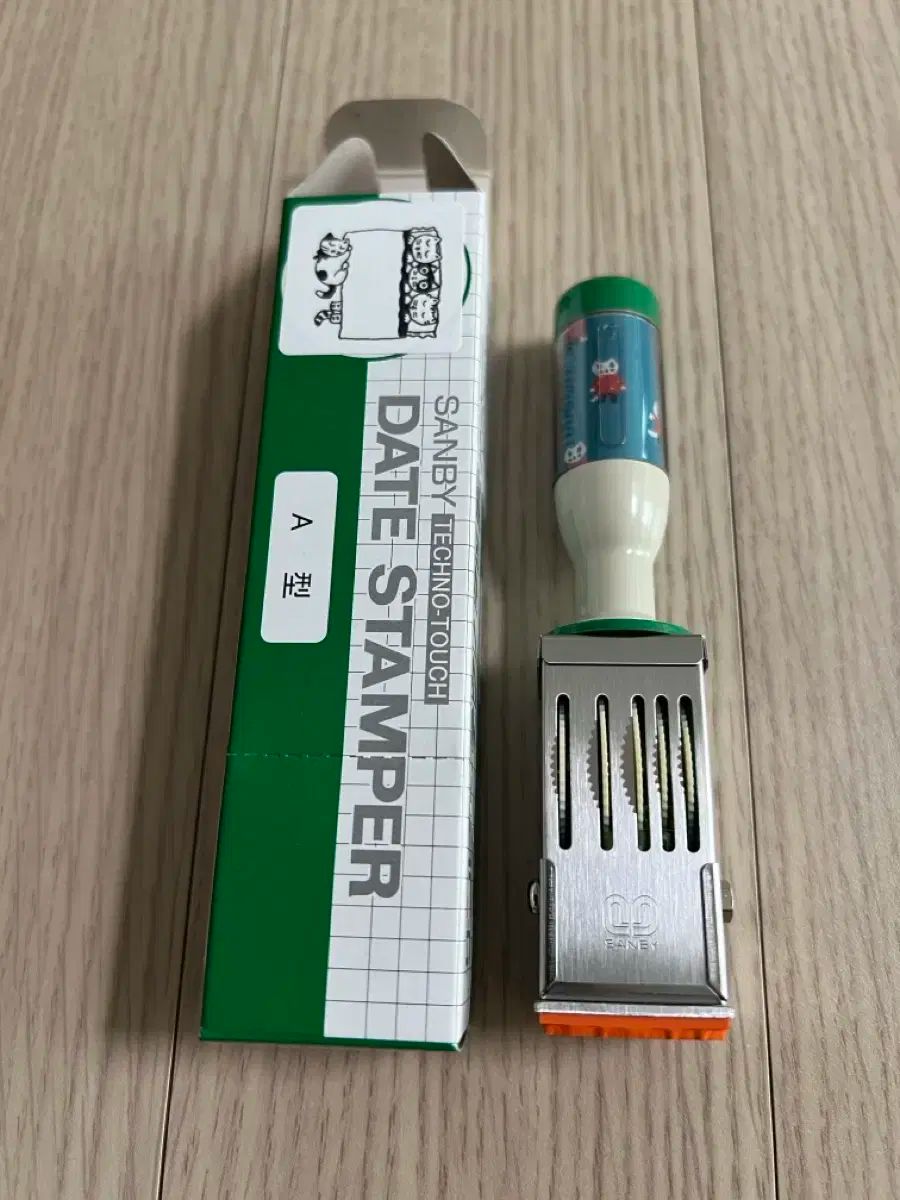 SANBY TECHNO-TOUCH
DATE STAMPER
A 型
SANBY